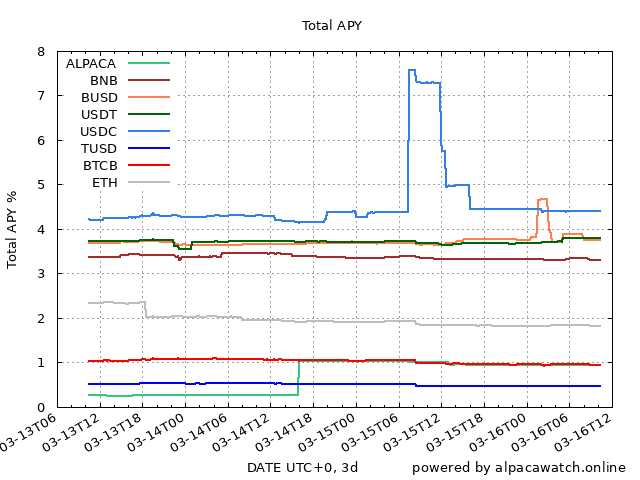 Total APY
Total APY %
8
7
6
5
4
3
2
1
0
ALPACA
BNB
BUSD
USDT
USDC
TUSD
BTCB
ETH
03-13T06
03-13T12
03-13T18
03-14T00
03-14T06
03-14T12
03-14T18
03-15T00
03-15T06
03-15T12
03-15T18
03-16T00
03-16T06
03-16T12
DATE UTC+0, 3d
powered by alpacawatch.online